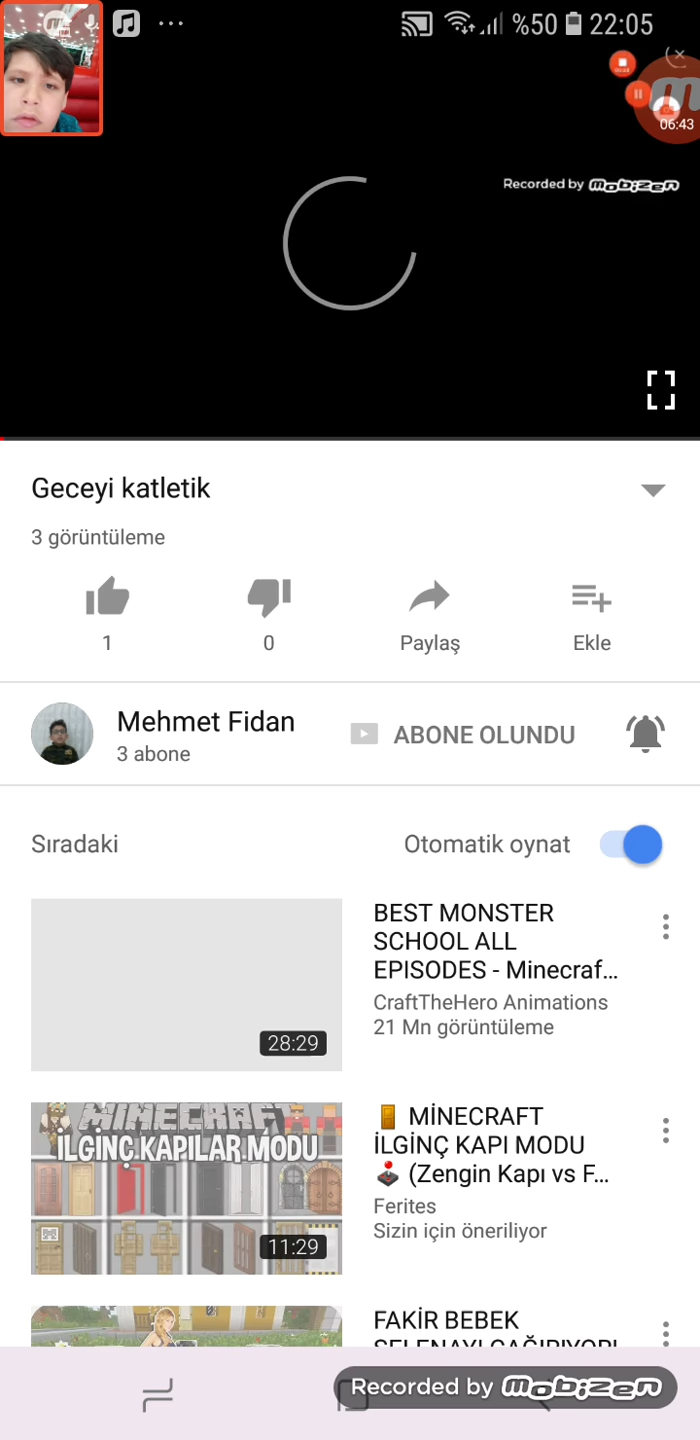 %50 22:05
06:43
Recorded by mobizen
Geceyi katletik
3 görüntüleme
1
0
Paylaş
Ekle
Mehmet Fidan
3 abone
ABONE OLUNDU
Sıradaki
Otomatik oynat
BEST MONSTER
SCHOOL ALL
EPISODES - Minecraf...
CraftTheHero Animations
21 Mn görüntüleme
28:29
MİNECRAFT
İLGİNÇ KAPI MODU
(Zengin Kapı vs F...
Ferites
Sizin için öneriliyor
MINECRAFT
İLGİNÇ KAPILAR MODU
11:29
FAKİR BEBEK
SELENAYI ÇAĞIRIYOR!
Recorded by mobizen